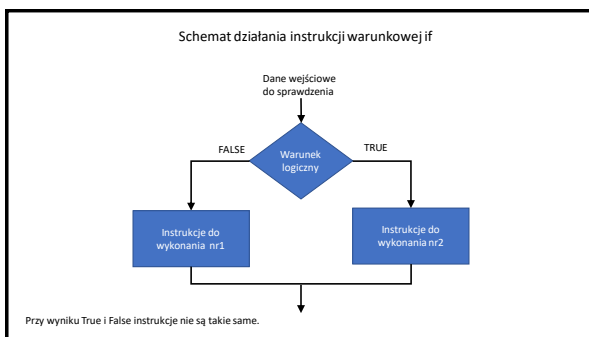 Schemat działania instrukcji warunkowej if
Dane wejściowe
do sprawdzenia
FALSE
TRUE
Warunek
logiczny
Instrukcje do
wykonania nr1
Instrukcje do
wykonania nr2
Przy wyniku True i False instrukcje nie są takie same.